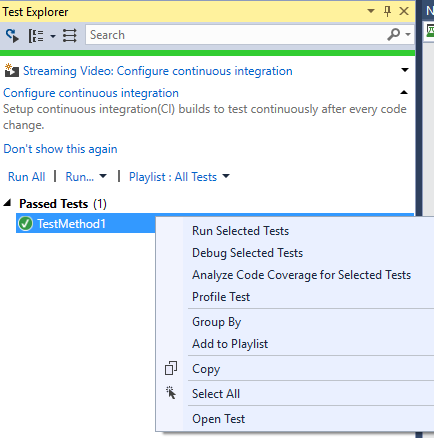 Test Explorer
Search
Streaming Video: Configure continuous integration
Configure continuous integration
Setup continuous integration(CI) builds to test continuously after every code
change.
Don't show this again
Run All | Run... | Playlist : All Tests
Passed Tests (1)
TestMethod1
Run Selected Tests
Debug Selected Tests
Analyze Code Coverage for Selected Tests
Profile Test
Group By
Add to Playlist
Copy
Select All
Open Test